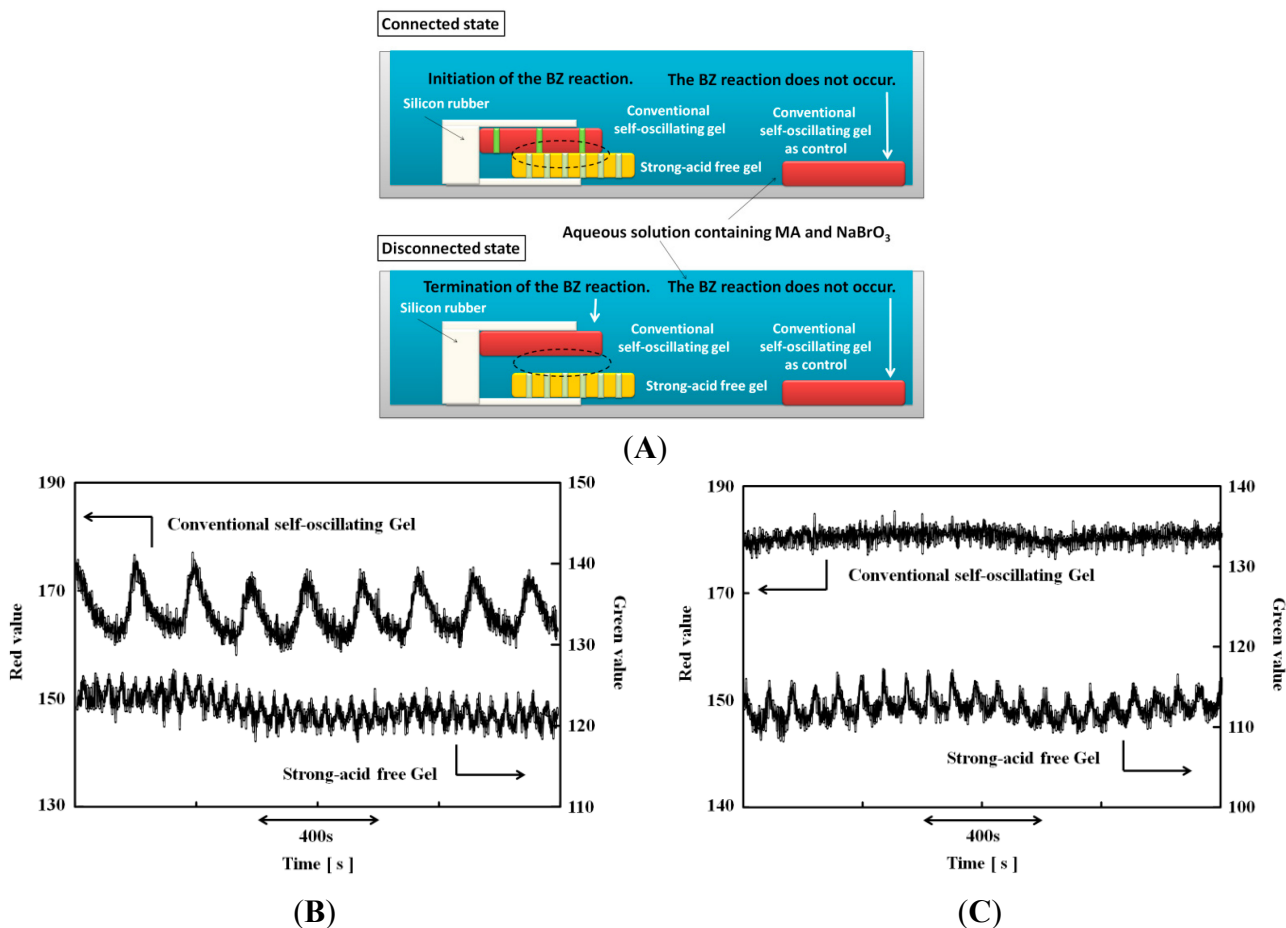 Connected state
Initiation of the BZ reaction.
The BZ reaction does not occur.
Silicon rubber
Conventional
self-oscillating gel
Conventional
self-oscillating gel
as control
Strong-acid free gel
Aqueous solution containing MA and NaBrO3
Disconnected state
Termination of the BZ reaction.
The BZ reaction does not occur.
Silicon rubber
Conventional
self-oscillating gel
Conventional
self-oscillating gel
as control
Strong-acid free gel
(A)
190
170
150
130
Red value
Conventional self-oscillating Gel
Strong-acid free Gel
150
140
130
120
110
Green value
400s
Time [ s ]
(B)
190
170
150
140
Red value
Conventional self-oscillating Gel
Strong-acid free Gel
140
130
120
110
100
Green value
400s
Time [ s ]
(C)